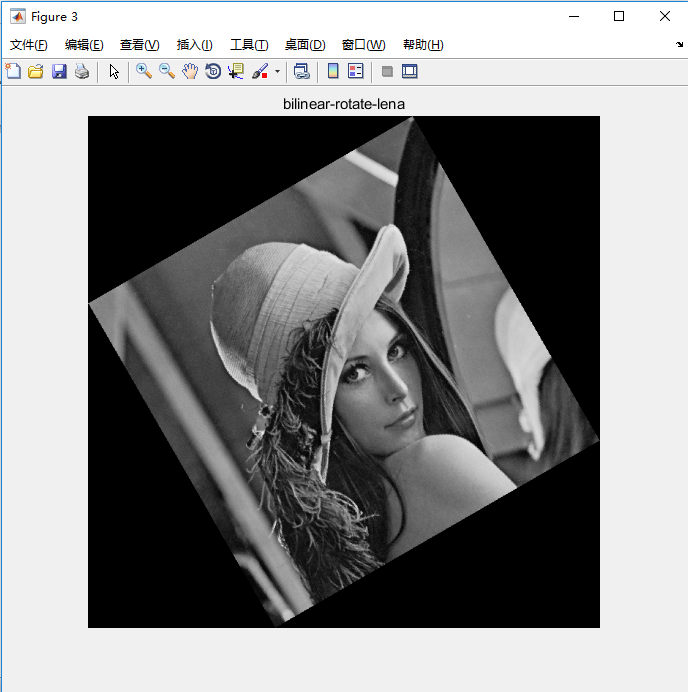 Figure 3
文件(F) 编辑(E) 查看(V) 插入(I) 工具(T) 桌面(D) 窗口(W) 帮助(H)
bilinear-rotate-lena